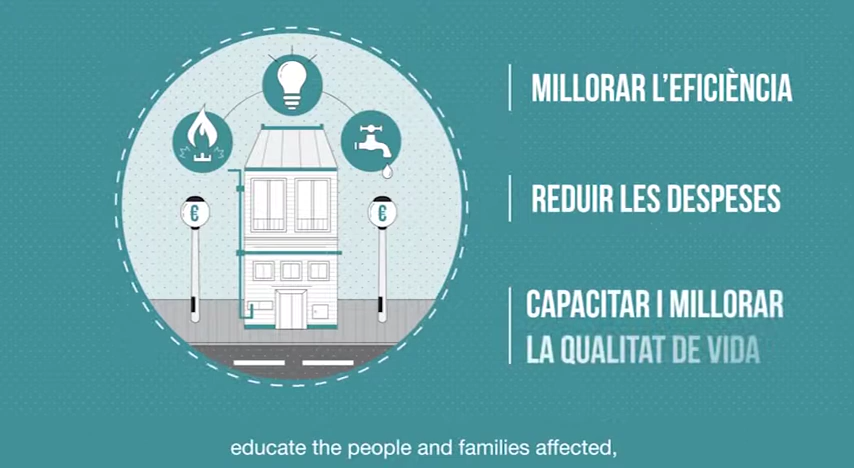 €
€
MILLORAR L'EFICIÈNCIA
REDUIR LES DESPESES
CAPACITAR I MILLORAR
LA QUALITAT DE VIDA
educate the people and families affected,